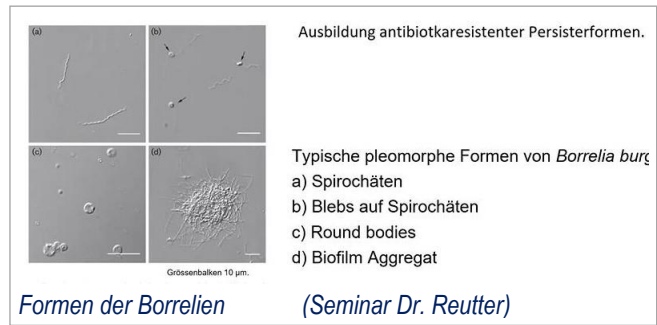 (a)
(b)
Ausbildung antibiotkaresistenter Persisterformen.
(c)
(d)
Typische pleomorphe Formen von Borrelia burg
a) Spirochäten
b) Blebs auf Spirochäten
c) Round bodies
d) Biofilm Aggregat
Grössenbalken 10 µm.
Formen der Borrelien (Seminar Dr. Reutter)